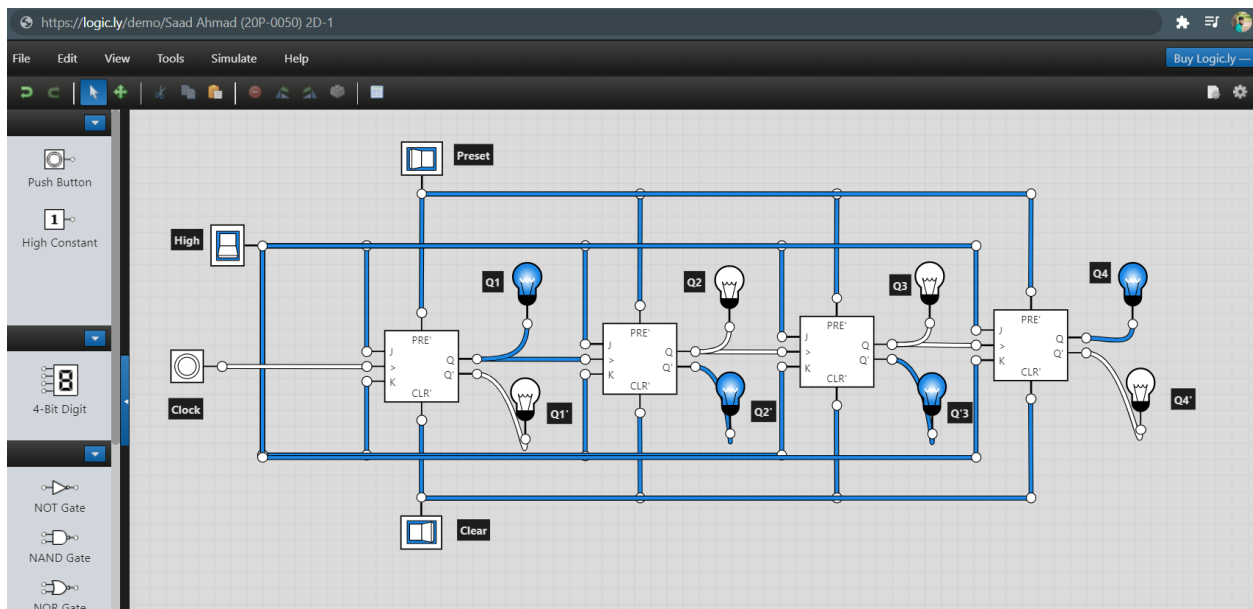 https://logic.ly/demo/Saad Ahmad (20P-0050) 2D-1
File Edit View Tools Simulate Help
Buy Logic.ly —
Push Button
1
High Constant
4-Bit Digit
NOT Gate
NAND Gate
NOR Gate
Preset
High
Clock
Clear
Q1
Q1'
Q2
Q2'
Q3
Q'3
Q4
Q4'
PRE'
J
>
K
Q
Q'
CLR'
PRE'
J
>
K
Q
Q'
CLR'
PRE'
J
>
K
Q
Q'
CLR'
PRE'
J
>
K
Q
Q'
CLR'